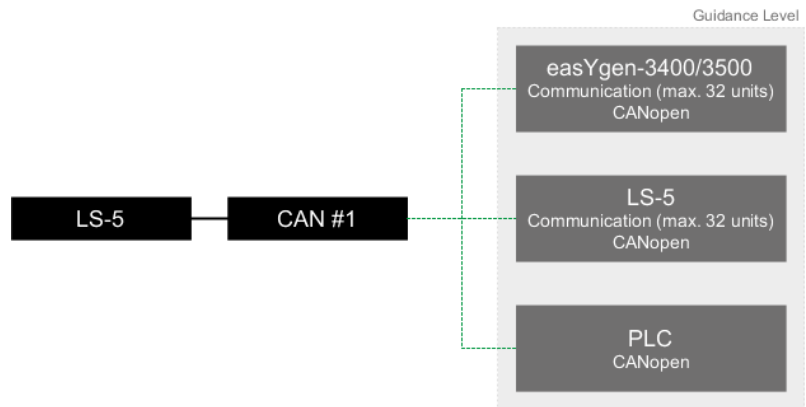 Guidance Level
easYgen-3400/3500
Communication (max. 32 units)
CANopen
LS-5
CAN #1
LS-5
Communication (max. 32 units)
CANopen
PLC
CANopen